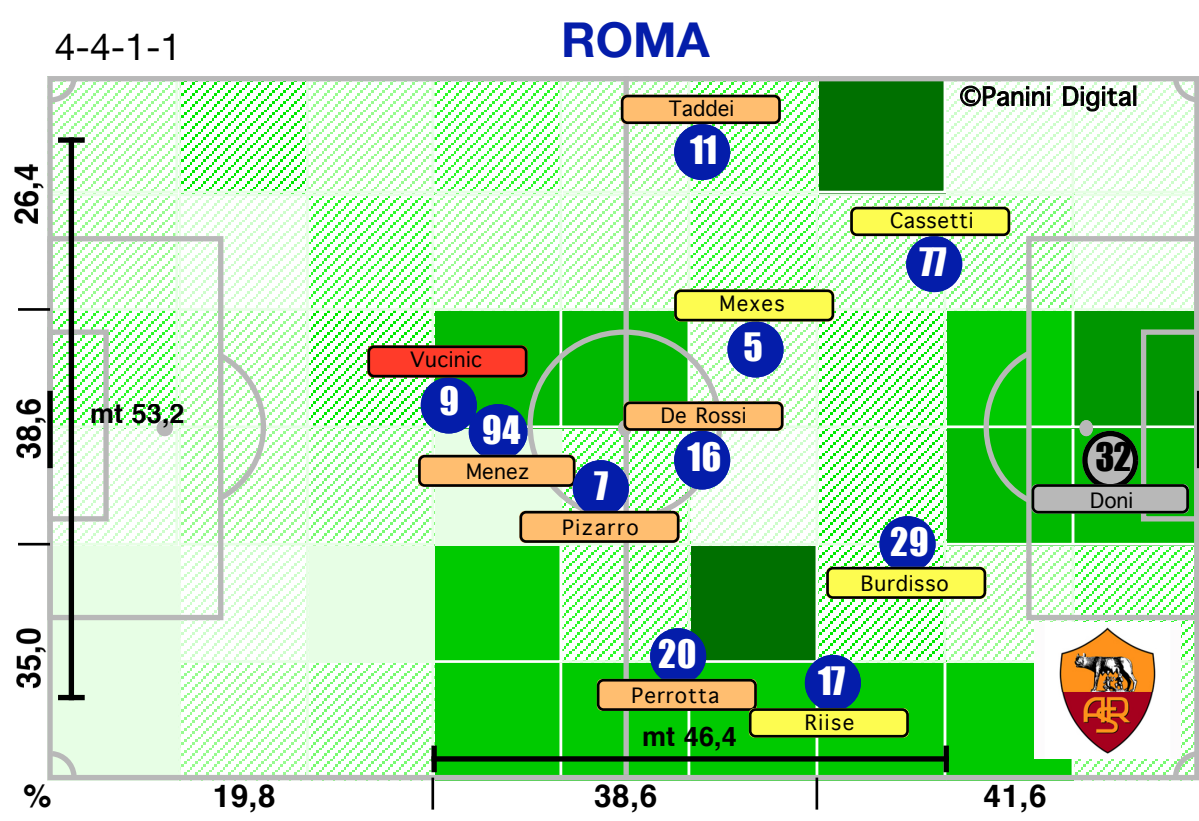 ROMA
4-4-1-1
©Panini Digital
Taddei
11
26,4
Cassetti
77
Mexes
5
Vucinic
9
mt 53,2
38,6
94
De Rossi
16
Menez
7
32
Doni
Pizarro
29
Burdisso
35,0
20
17
Perrotta
Riise
ASR
mt 46,4
% 19,8 38,6 41,6